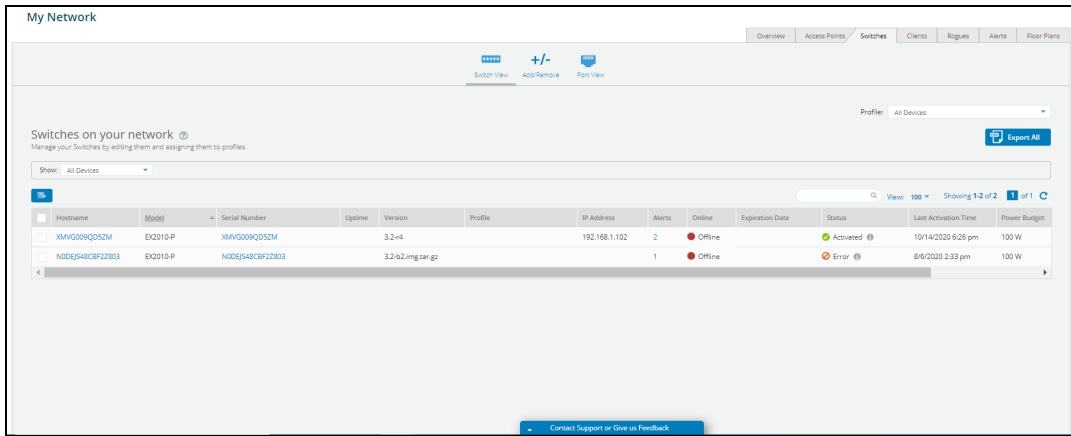 My Network
Overview Access Points Switches Clients Rogues Alerts Floor Plans
+/-
Switch View Add/Remove Port View
Profile: All Devices
Switches on your network
Manage your Switches by editing them and assigning them to profiles.
Export All
Show: All Devices
View: 100 Showing 1-2 of 2 1 of 1
Hostname Model Serial Number Uptime Version Profile IP Address Alerts Online Expiration Date Status Last Activation Time Power Budget
XMVG009QD5ZM EX2010-P XMVG009QD5ZM 3.2-r4 192.168.1.102 2 Offline Activated 10/14/2020 6:26 pm 100 W
N0DEJS48CBF2Z803 EX2010-P N0DEJS48CBF2Z803 3.2-b2.img.tar.gz 1 Offline Error 8/6/2020 2:33 pm 100 W
Contact Support or Give us Feedback